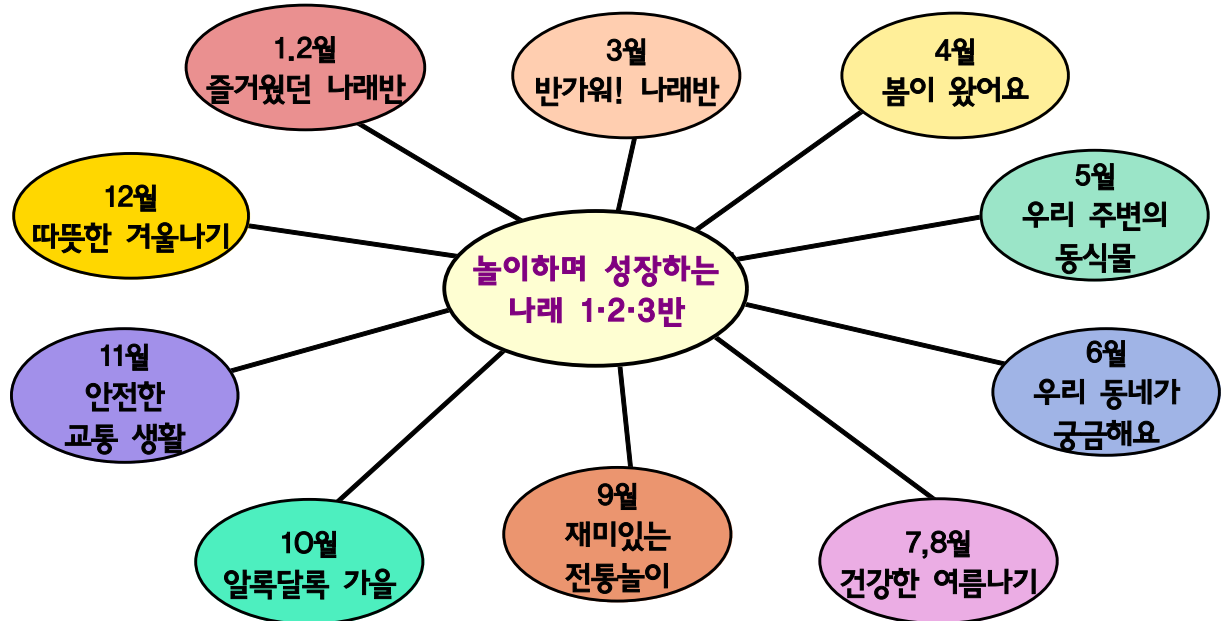 1.2월
즐거웠던 나래반
3월
반가워! 나래반
4월
봄이 왔어요
12월
따뜻한 겨울나기
5월
우리 주변의
동식물
놀이하며 성장하는
나래 1·2·3반
11월
안전한
교통 생활
6월
우리 동네가
궁금해요
10월
알록달록 가을
9월
재미있는
전통놀이
7,8월
건강한 여름나기